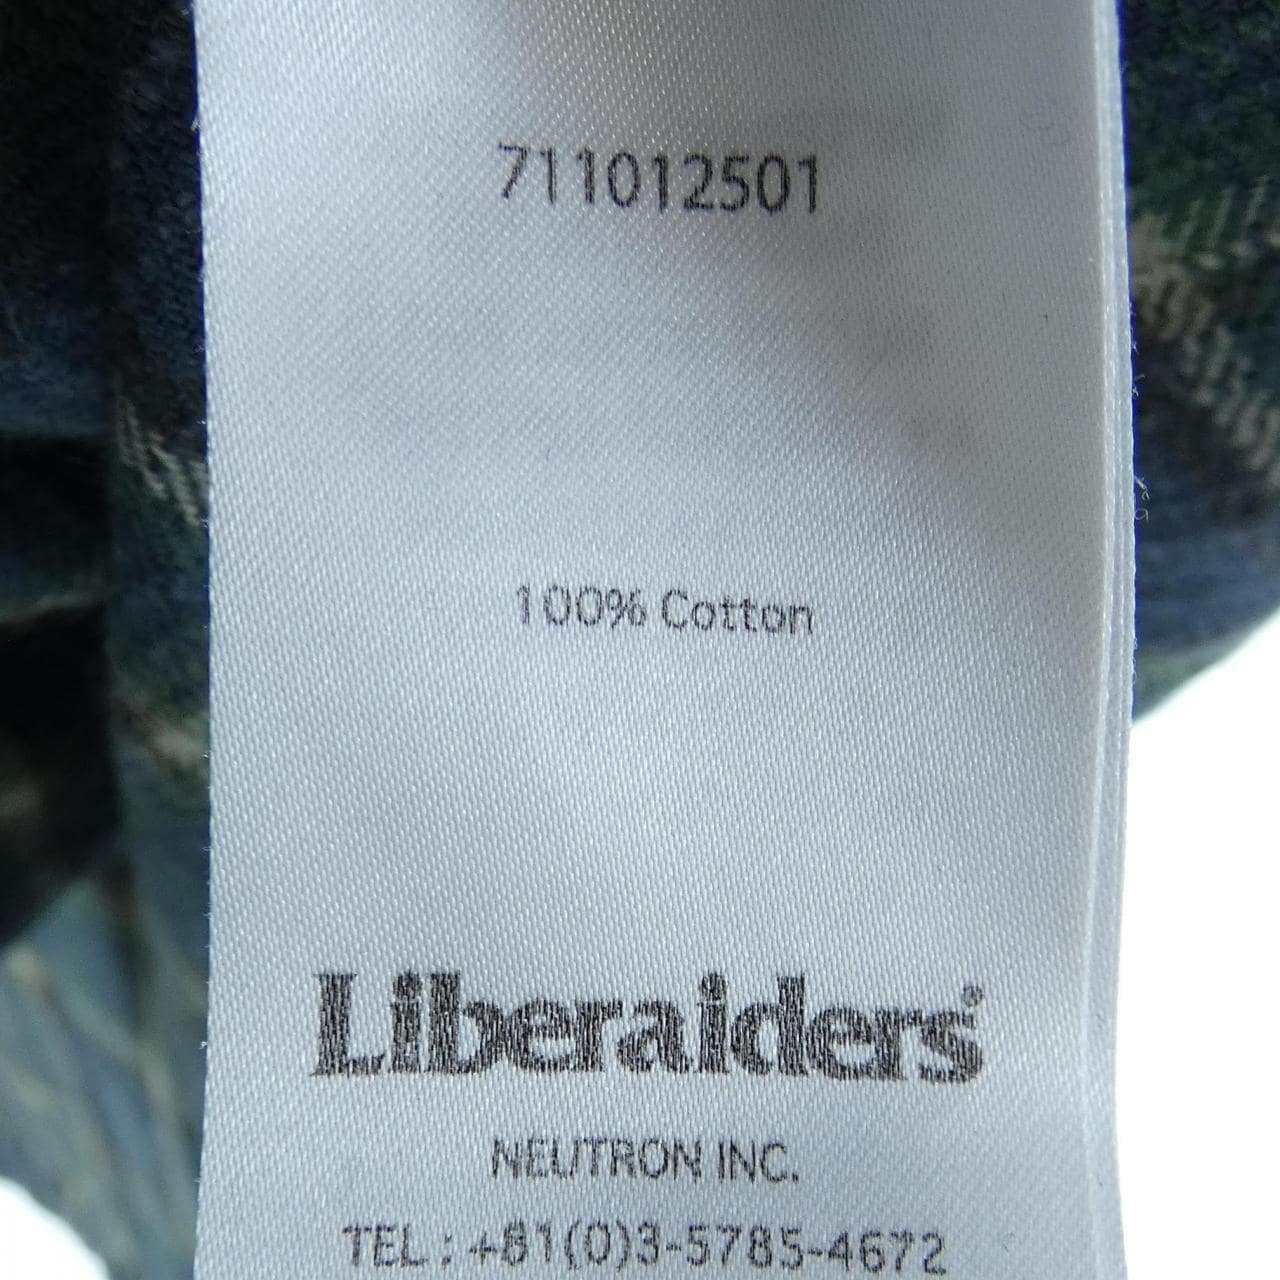 711012501
100% Cotton
Liberaiders®
NEUTRON INC.
TEL : +81(0)3-5785-4672